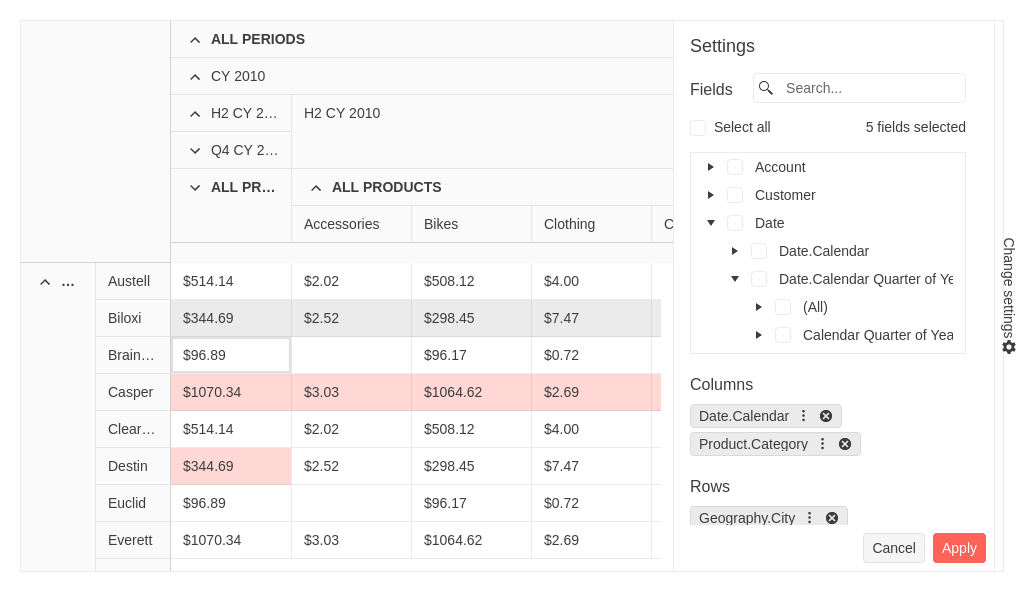 ALL PERIODS
CY 2010
H2 CY 2… H2 CY 2010
Q4 CY 2…
ALL PR… ALL PRODUCTS
Accessories Bikes Clothing C
… Austell $514.14 $2.02 $508.12 $4.00
Biloxi $344.69 $2.52 $298.45 $7.47
Brain… $96.89 $96.17 $0.72
Casper $1070.34 $3.03 $1064.62 $2.69
Clear… $514.14 $2.02 $508.12 $4.00
Destin $344.69 $2.52 $298.45 $7.47
Euclid $96.89 $96.17 $0.72
Everett $1070.34 $3.03 $1064.62 $2.69
Settings
Fields Search...
Select all 5 fields selected
Account
Customer
Date
Date.Calendar
Date.Calendar Quarter of Ye
(All)
Calendar Quarter of Yea
Columns
Date.Calendar
Product.Category
Rows
Geography.City
Cancel Apply
Change settings